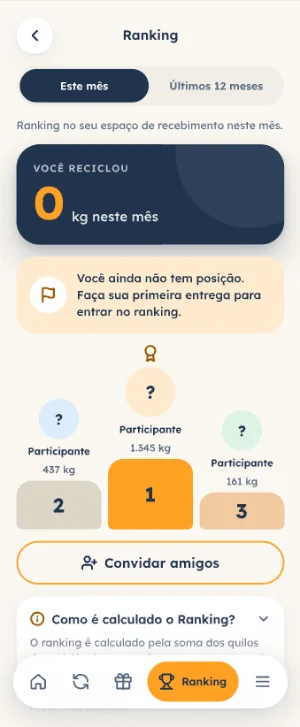 Ranking
Este mês
Últimos 12 meses
Ranking no seu espaço de recebimento neste mês.
VOCÊ RECICLOU
0 kg neste mês
Você ainda não tem posição.
Faça sua primeira entrega para
entrar no ranking.
?
Participante
1.345 kg
1
?
Participante
437 kg
2
?
Participante
161 kg
3
Convidar amigos
Como é calculado o Ranking?
O ranking é calculado pela soma dos quilos
Ranking